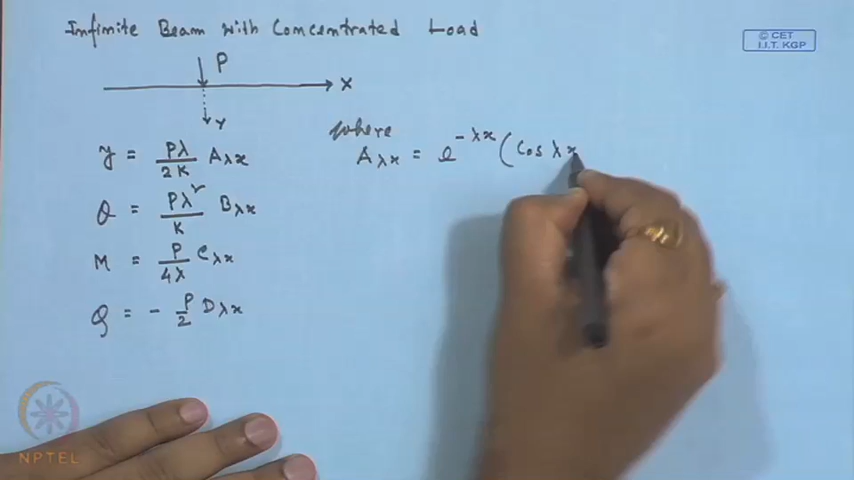 Infinite Beam with Concentrated Load
© CET
I.I.T. KGP
P
X
Y
y = Pλ/2K Aλx
θ = Pλ²/K Bλx
M = P/4λ Cλx
Q = - P/2 Dλx
where
Aλx = e^-λx (Cos λx
NPTEL